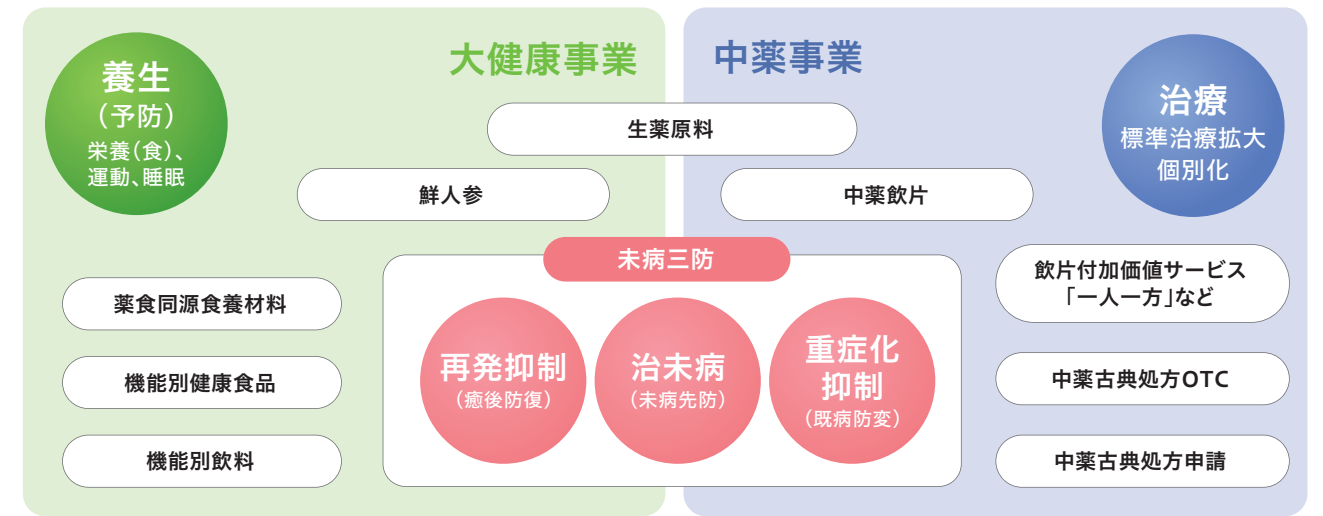 大健康事業
中薬事業
養生
（予防）
栄養（食）、
運動、睡眠
治療
標準治療拡大
個別化
生薬原料
鮮人参
中薬飲片
未病三防
薬食同源食養材料
機能別健康食品
機能別飲料
再発抑制
（癒後防復）
治未病
（未病先防）
重症化
抑制
（既病防変）
飲片付加価値サービス
「一人一方」など
中薬古典処方OTC
中薬古典処方申請